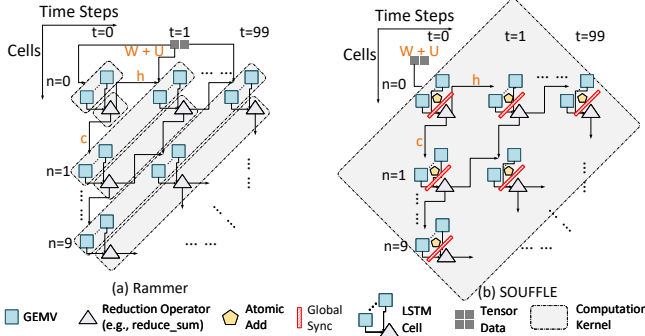 Time Steps
t=0
t=1
t=99
Cells
W + U
h
... ...
n=0
c
n=1
n=9
... ...
(a) Rammer
Time Steps
t=0
t=1
t=99
Cells
W + U
n=0
h
... ...
c
n=1
n=9
... ...
(b) SOUFFLE
GEMV
Reduction Operator
(e.g., reduce_sum)
Atomic
Add
Global
Sync
LSTM
Cell
Tensor
Data
Computation
Kernel